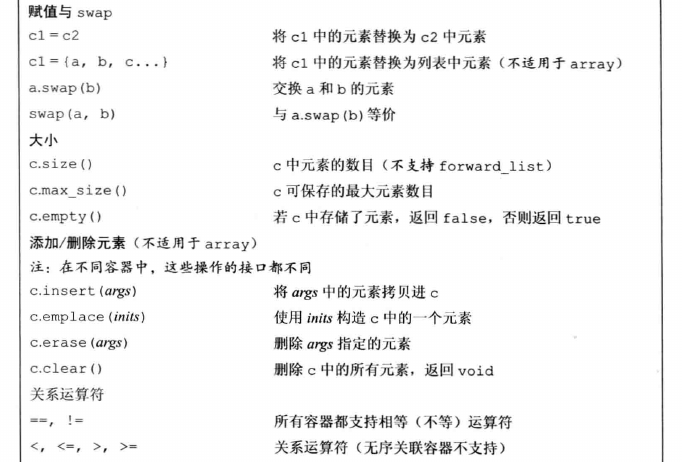 赋值与 swap
c1 = c2 将 c1 中的元素替换为 c2 中元素
c1 = {a, b, c...} 将 c1 中的元素替换为列表中元素（不适用于 array）
a.swap(b) 交换 a 和 b 的元素
swap(a, b) 与 a.swap(b)等价
大小
c.size() c 中元素的数目（不支持 forward_list）
c.max_size() c 可保存的最大元素数目
c.empty() 若 c 中存储了元素，返回 false，否则返回 true
添加/删除元素（不适用于 array）
注：在不同容器中，这些操作的接口都不同
c.insert(args) 将 args 中的元素拷贝进 c
c.emplace(inits) 使用 inits 构造 c 中的一个元素
c.erase(args) 删除 args 指定的元素
c.clear() 删除 c 中的所有元素，返回 void
关系运算符
==, != 所有容器都支持相等（不等）运算符
<, <=, >, >= 关系运算符（无序关联容器不支持）